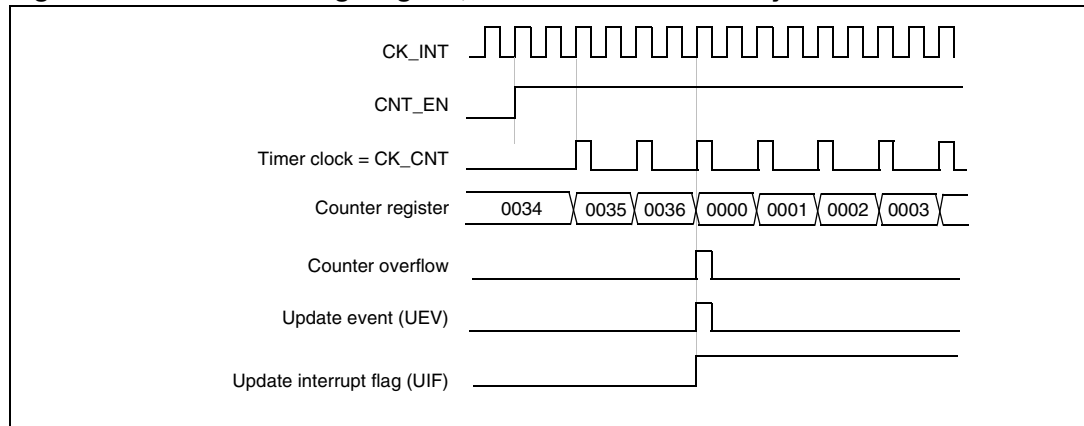 CK_INT
CNT_EN
Timer clock = CK_CNT
Counter register 0034 0035 0036 0000 0001 0002 0003
Counter overflow
Update event (UEV)
Update interrupt flag (UIF)